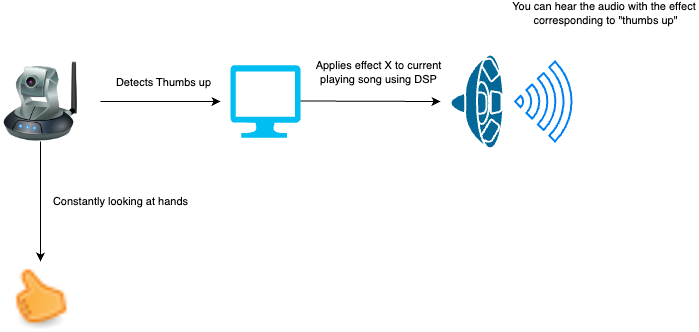 You can hear the audio with the effect
corresponding to "thumbs up"
Applies effect X to current
playing song using DSP
Detects Thumbs up
Constantly looking at hands